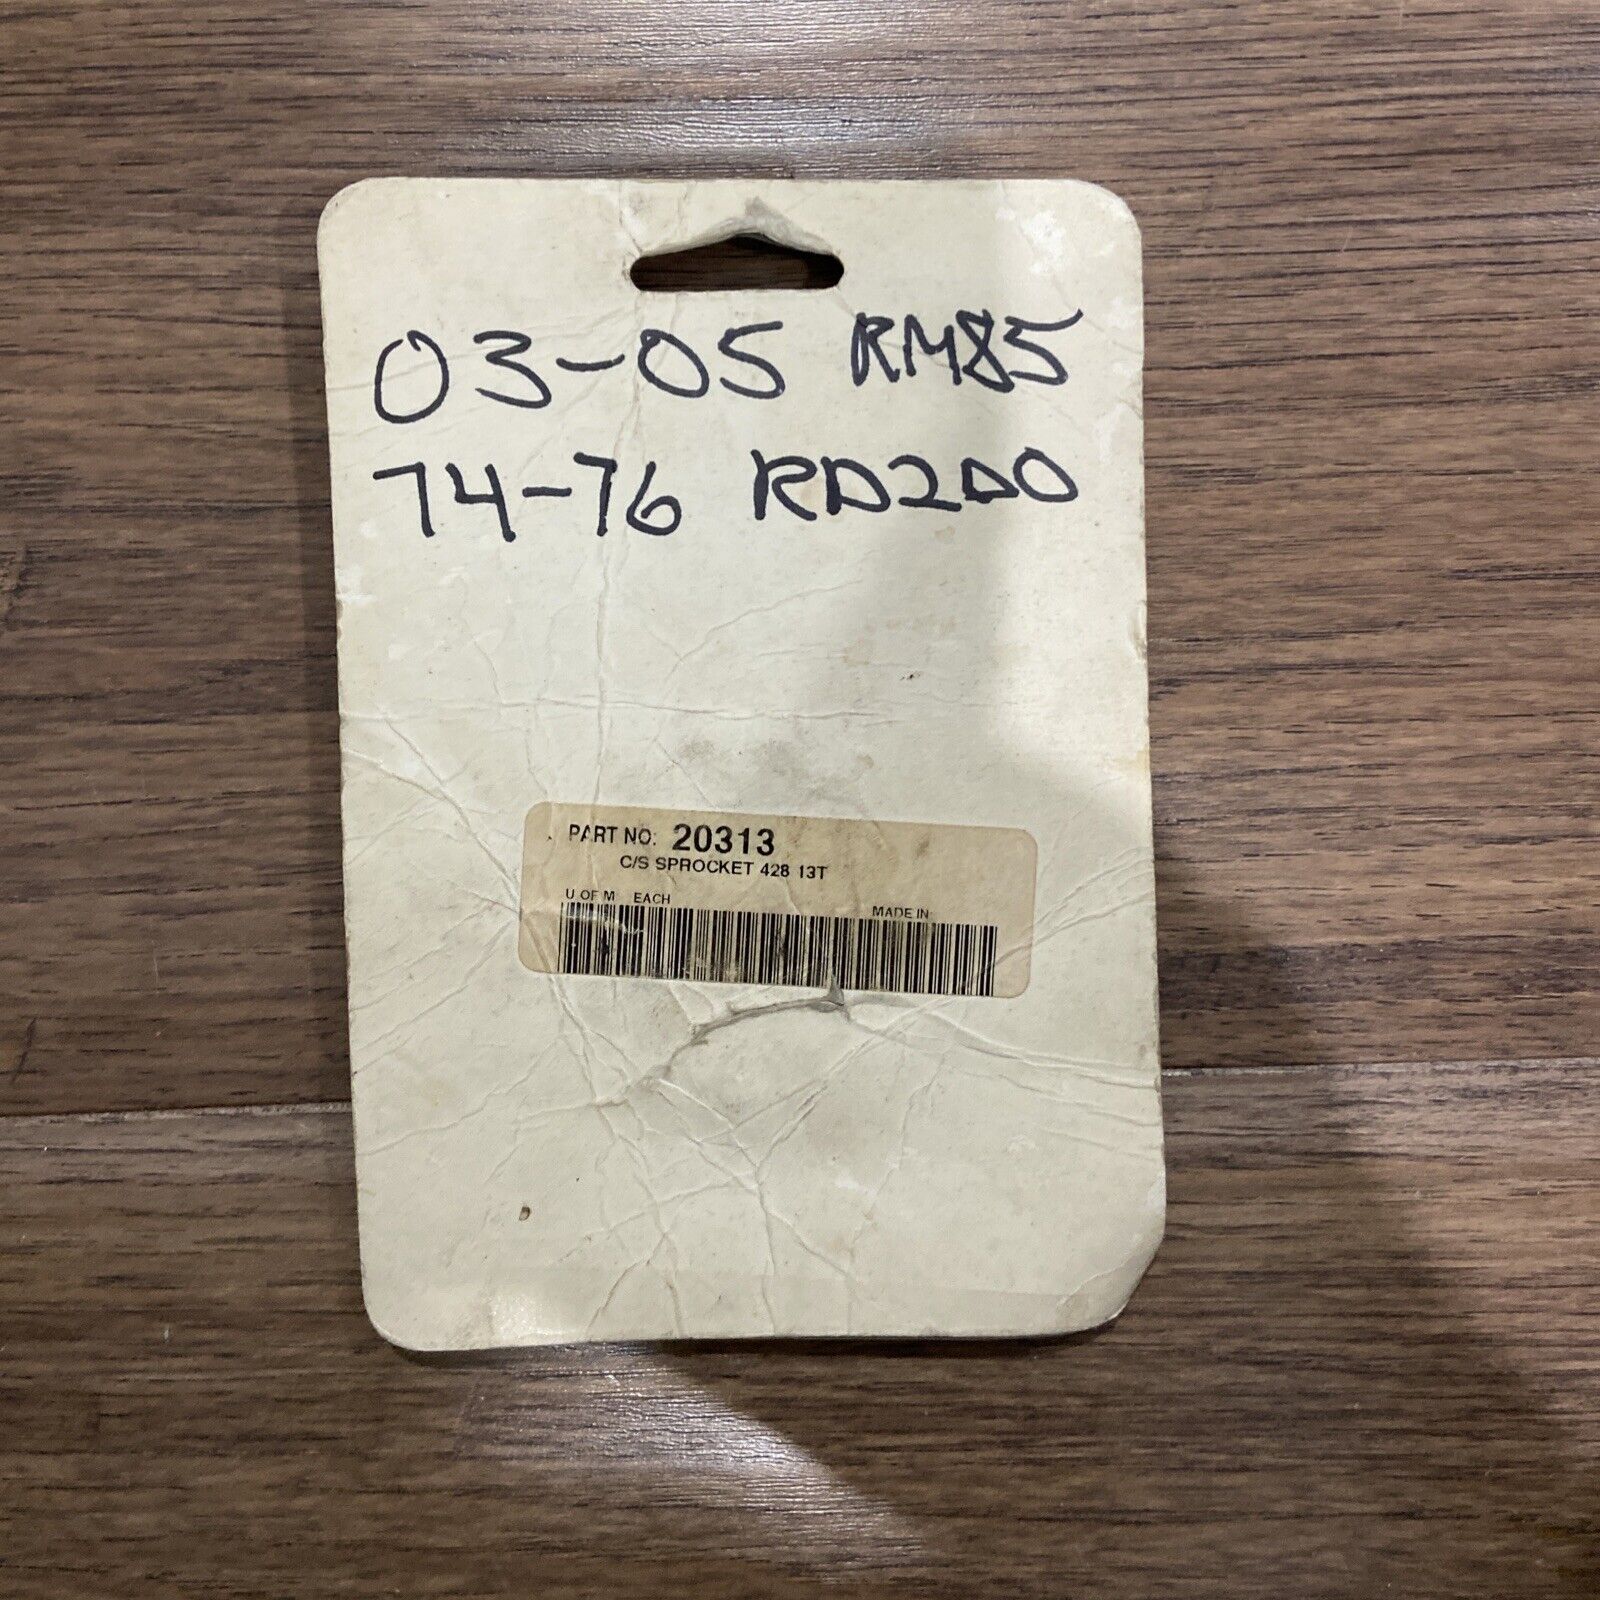 03-05 RM85
74-76 RD200
PART NO: 20313
C/S SPROCKET 428 13T
U OF M EACH MADE IN